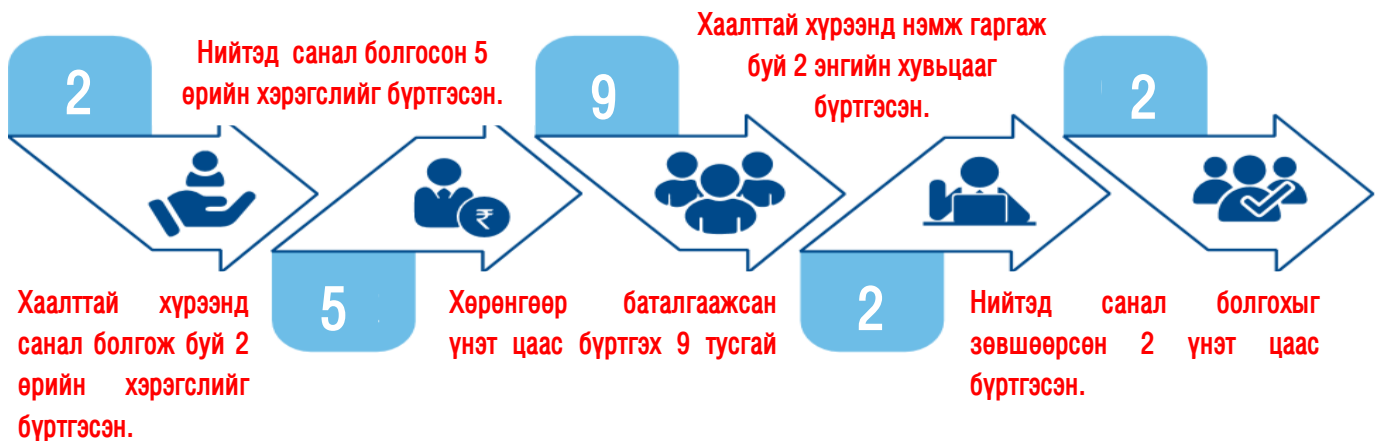 2
Хаалттай хүрээнд
санал болгож буй 2
өрийн хэрэгслийг
бүртгэсэн.
Нийтэд санал болгосон 5
өрийн хэрэгслийг бүртгэсэн.
₹
5
9
Хөрөнгөөр баталгаажсан
үнэт цаас бүртгэх 9 тусгай
Хаалттай хүрээнд нэмж гаргаж
буй 2 энгийн хувьцааг
бүртгэсэн.
2
2
Нийтэд санал болгохыг
зөвшөөрсөн 2 үнэт цаас
бүртгэсэн.